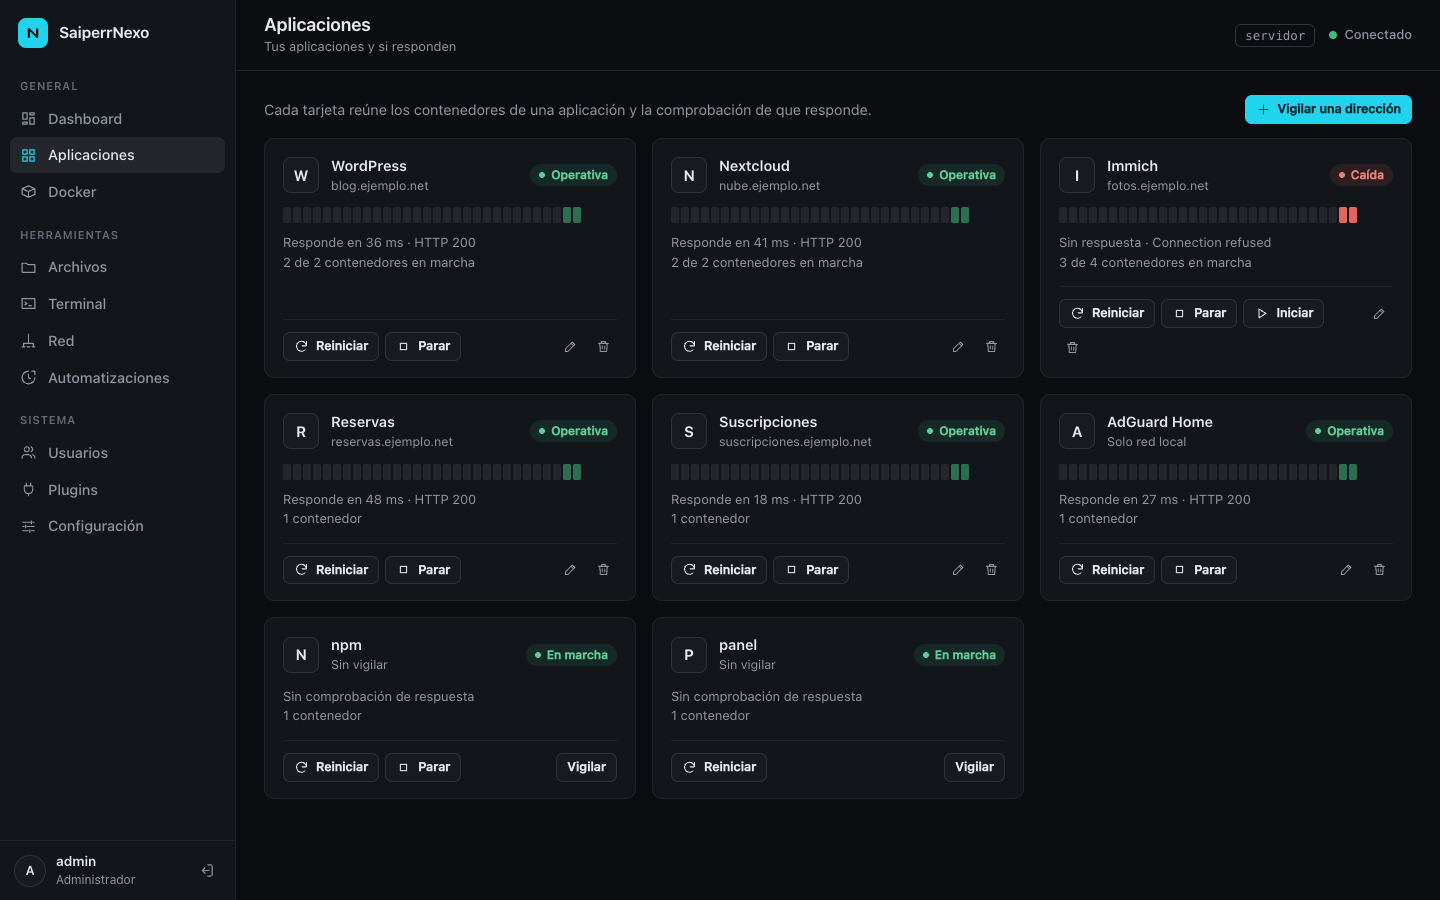 SaiperrNexo
GENERAL
Dashboard
Aplicaciones
Docker
HERRAMIENTAS
Archivos
Terminal
Red
Automatizaciones
SISTEMA
Usuarios
Plugins
Configuración
A
admin
Administrador
Aplicaciones
Tus aplicaciones y si responden
servidor
Conectado
Cada tarjeta reúne los contenedores de una aplicación y la comprobación de que responde.
Vigilar una dirección
W
WordPress
blog.ejemplo.net
Operativa
Responde en 36 ms · HTTP 200
2 de 2 contenedores en marcha
Reiniciar
Parar
N
Nextcloud
nube.ejemplo.net
Operativa
Responde en 41 ms · HTTP 200
2 de 2 contenedores en marcha
Reiniciar
Parar
I
Immich
fotos.ejemplo.net
Caída
Sin respuesta · Connection refused
3 de 4 contenedores en marcha
Reiniciar
Parar
Iniciar
R
Reservas
reservas.ejemplo.net
Operativa
Responde en 48 ms · HTTP 200
1 contenedor
Reiniciar
Parar
S
Suscripciones
suscripciones.ejemplo.net
Operativa
Responde en 18 ms · HTTP 200
1 contenedor
Reiniciar
Parar
A
AdGuard Home
Solo red local
Operativa
Responde en 27 ms · HTTP 200
1 contenedor
Reiniciar
Parar
N
npm
Sin vigilar
En marcha
Sin comprobación de respuesta
1 contenedor
Reiniciar
Parar
Vigilar
P
panel
Sin vigilar
En marcha
Sin comprobación de respuesta
1 contenedor
Reiniciar
Vigilar